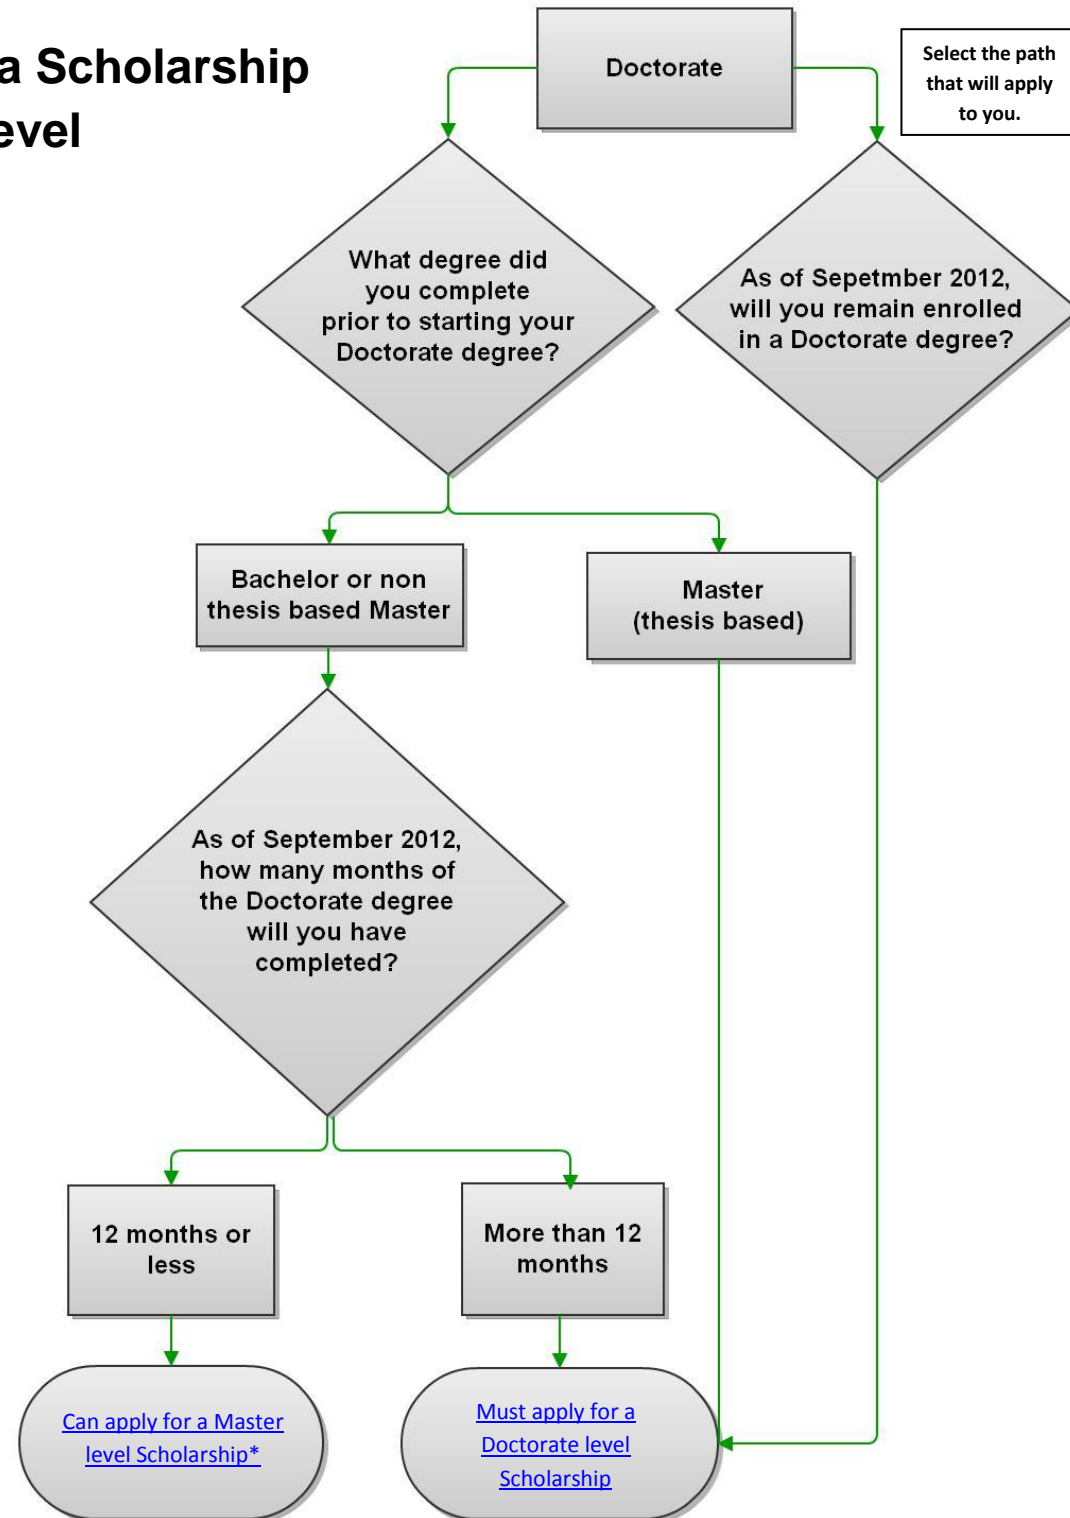 a Scholarship
evel
Doctorate
Select the path
that will apply
to you.
What degree did
you complete
prior to starting your
Doctorate degree?
As of Sepetmber 2012,
will you remain enrolled
in a Doctorate degree?
Bachelor or non
thesis based Master
Master
(thesis based)
As of September 2012,
how many months of
the Doctorate degree
will you have
completed?
12 months or
less
More than 12
months
Can apply for a Master
level Scholarship*
Must apply for a
Doctorate level
Scholarship